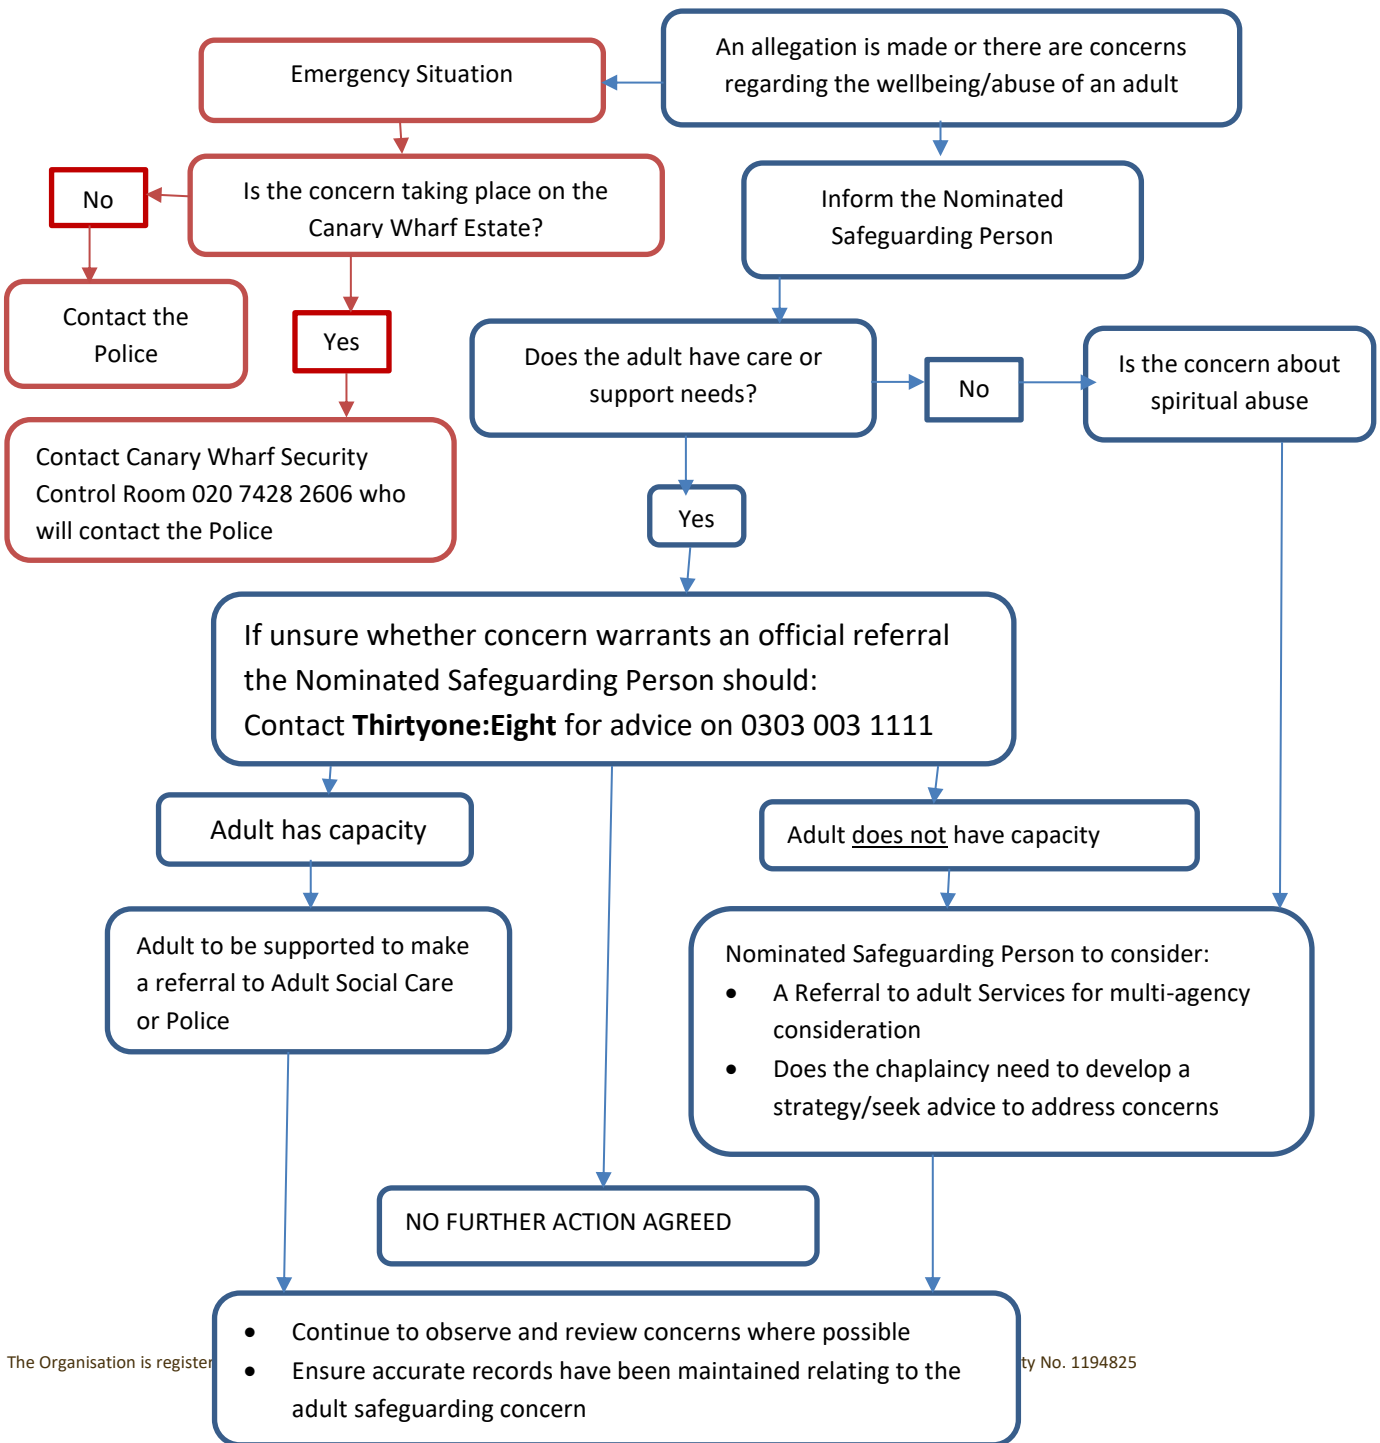 An allegation is made or there are concerns
regarding the wellbeing/abuse of an adult
Emergency Situation
Is the concern taking place on the
Canary Wharf Estate?
No
Contact the
Police
Yes
Contact Canary Wharf Security
Control Room 020 7428 2606 who
will contact the Police
Inform the Nominated
Safeguarding Person
Does the adult have care or
support needs?
No
Is the concern about
spiritual abuse
Yes
If unsure whether concern warrants an official referral
the Nominated Safeguarding Person should:
Contact Thirtyone:Eight for advice on 0303 003 1111
Adult has capacity
Adult does not have capacity
Adult to be supported to make
a referral to Adult Social Care
or Police
Nominated Safeguarding Person to consider:
• A Referral to adult Services for multi-agency
consideration
• Does the chaplaincy need to develop a
strategy/seek advice to address concerns
NO FURTHER ACTION AGREED
• Continue to observe and review concerns where possible
• Ensure accurate records have been maintained relating to the
adult safeguarding concern
The Organisation is register
ty No. 1194825